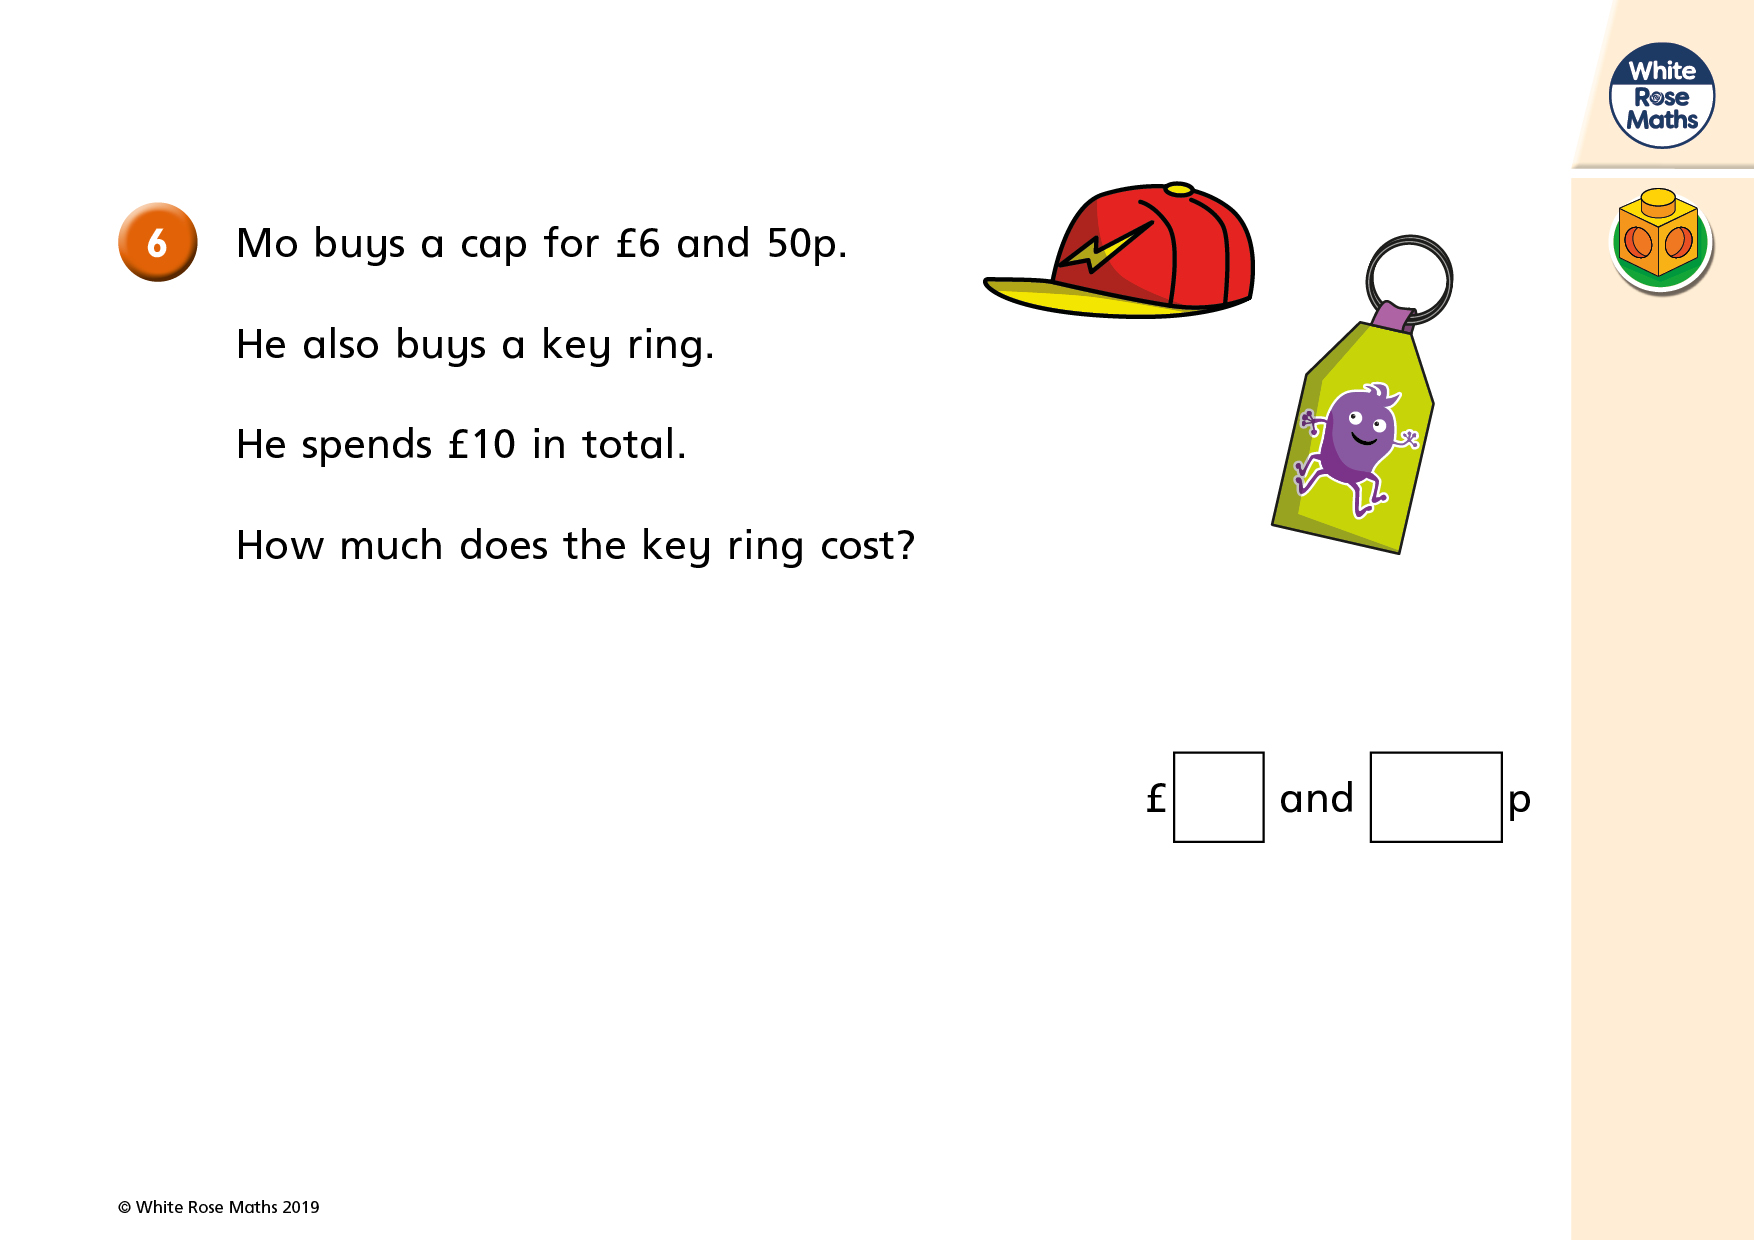 White
Rose
Maths
6 Mo buys a cap for £6 and 50p.
He also buys a key ring.
He spends £10 in total.
How much does the key ring cost?
£ and p
© White Rose Maths 2019